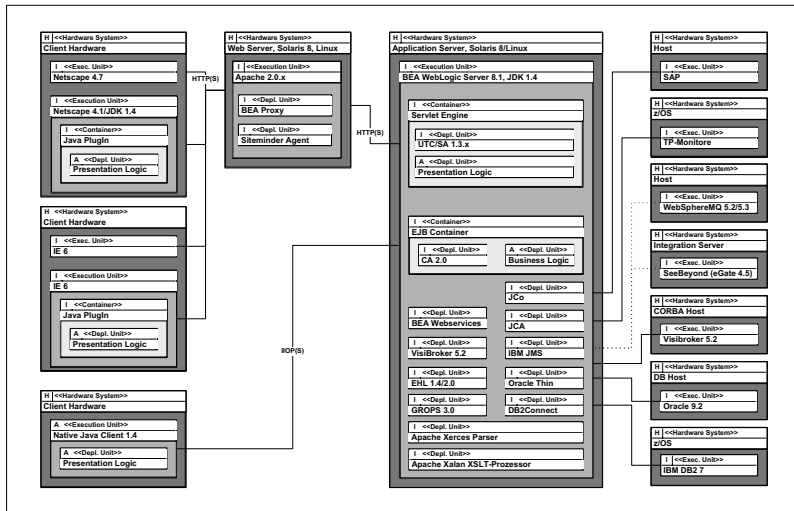 H <<Hardware System>>
Client Hardware
I <<Exec. Unit>>
Netscape 4.7
I <<Execution Unit>>
Netscape 4.1/JDK 1.4
I <<Container>>
Java PlugIn
A <<Depl. Unit>>
Presentation Logic
H <<Hardware System>>
Client Hardware
I <<Exec. Unit>>
IE 6
I <<Execution Unit>>
IE 6
I <<Container>>
Java PlugIn
A <<Depl. Unit>>
Presentation Logic
H <<Hardware System>>
Client Hardware
A <<Execution Unit>>
Native Java Client 1.4
A <<Depl. Unit>>
Presentation Logic
HTTP(S)
H <<Hardware System>>
Web Server, Solaris 8, Linux
I <<Execution Unit>>
Apache 2.0.x
I <<Depl. Unit>>
BEA Proxy
I <<Depl. Unit>>
Siteminder Agent
HTTP(S)
IIOP(S)
H <<Hardware System>>
Application Server, Solaris 8/Linux
I <<Execution Unit>>
BEA WebLogic Server 8.1, JDK 1.4
I <<Container>>
Servlet Engine
I <<Depl. Unit>>
UTC/SA 1.3.x
A <<Depl. Unit>>
Presentation Logic
I <<Container>>
EJB Container
I <<Depl. Unit>>
CA 2.0
A <<Depl. Unit>>
Business Logic
I <<Depl. Unit>>
JCo
I <<Depl. Unit>>
BEA Webservices
I <<Depl. Unit>>
JCA
I <<Depl. Unit>>
VisiBroker 5.2
I <<Depl. Unit>>
IBM JMS
I <<Depl. Unit>>
EHL 1.4/2.0
I <<Depl. Unit>>
Oracle Thin
I <<Depl. Unit>>
GROPS 3.0
I <<Depl. Unit>>
DB2Connect
I <<Depl. Unit>>
Apache Xerces Parser
I <<Depl. Unit>>
Apache Xalan XSLT-Prozessor
H <<Hardware System>>
Host
I <<Exec. Unit>>
SAP
H <<Hardware System>>
z/OS
I <<Exec. Unit>>
TP-Monitore
H <<Hardware System>>
Host
I <<Exec. Unit>>
WebSphereMQ 5.2/5.3
H <<Hardware System>>
Integration Server
I <<Exec. Unit>>
SeeBeyond (eGate 4.5)
H <<Hardware System>>
CORBA Host
I <<Exec. Unit>>
Visibroker 5.2
H <<Hardware System>>
DB Host
I <<Exec. Unit>>
Oracle 9.2
H <<Hardware System>>
z/OS
I <<Exec. Unit>>
IBM DB2 7